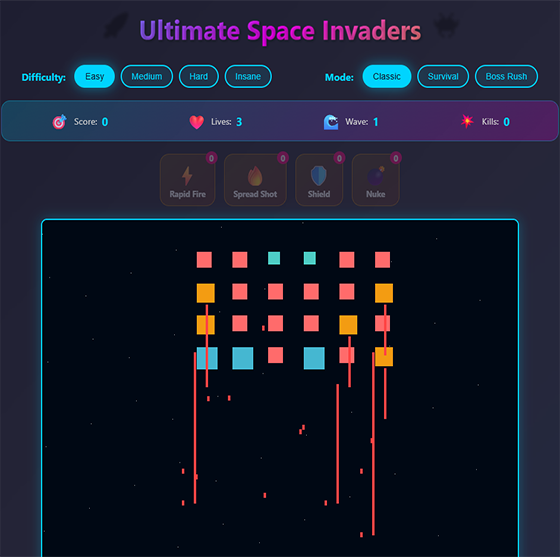 Ultimate Space Invaders
Difficulty: Easy Medium Hard Insane Mode: Classic Survival Boss Rush
Score: 0 Lives: 3 Wave: 1 Kills: 0
0 0 0 0
Rapid Fire Spread Shot Shield Nuke